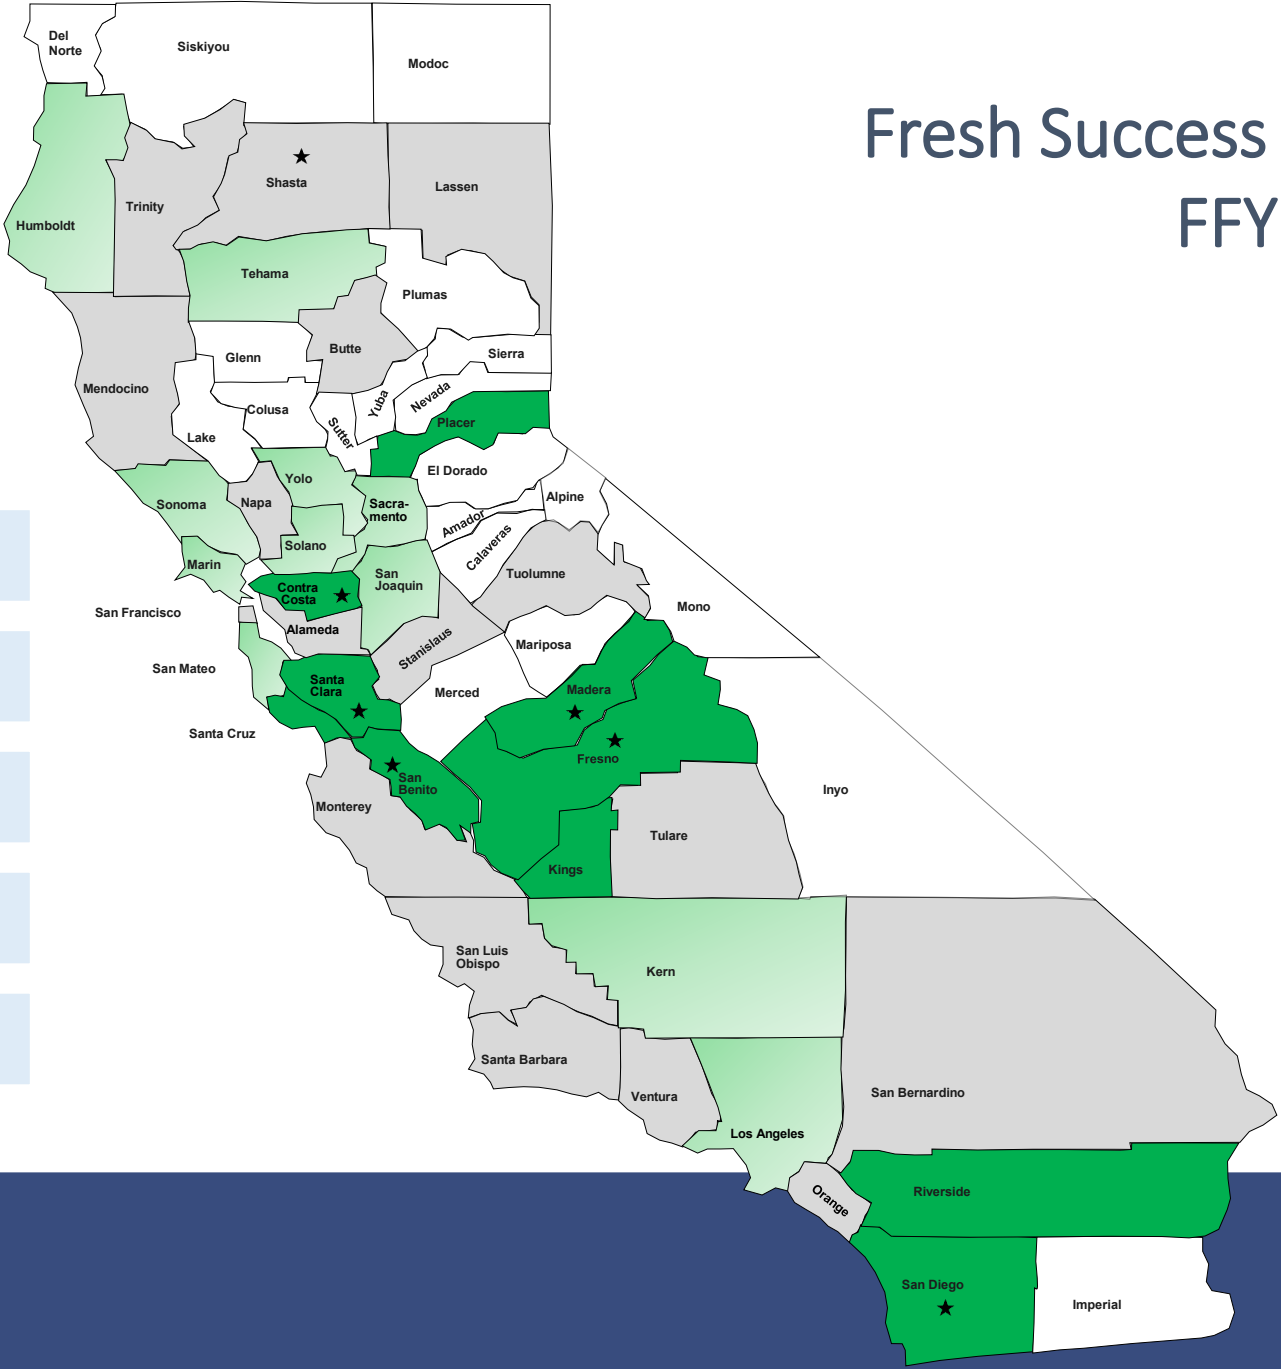 Fresh Success
FFY
Del
Norte
Siskiyou
Modoc
Humboldt
Trinity
Shasta
Lassen
Tehama
Plumas
Butte
Glenn
Sierra
Mendocino
Colusa
Lake
Sutter
Yuba
Nevada
Placer
El Dorado
Yolo
Sonoma
Napa
Sacra-
mento
Alpine
Amador
Calaveras
Solano
Marin
San
Joaquin
Tuolumne
Mono
Contra
Costa
San Francisco
Alameda
Stanislaus
Mariposa
San Mateo
Santa
Clara
Merced
Madera
Santa Cruz
Fresno
San
Benito
Inyo
Monterey
Tulare
Kings
San Luis
Obispo
Kern
Santa Barbara
Ventura
San Bernardino
Los Angeles
Orange
Riverside
San Diego
Imperial